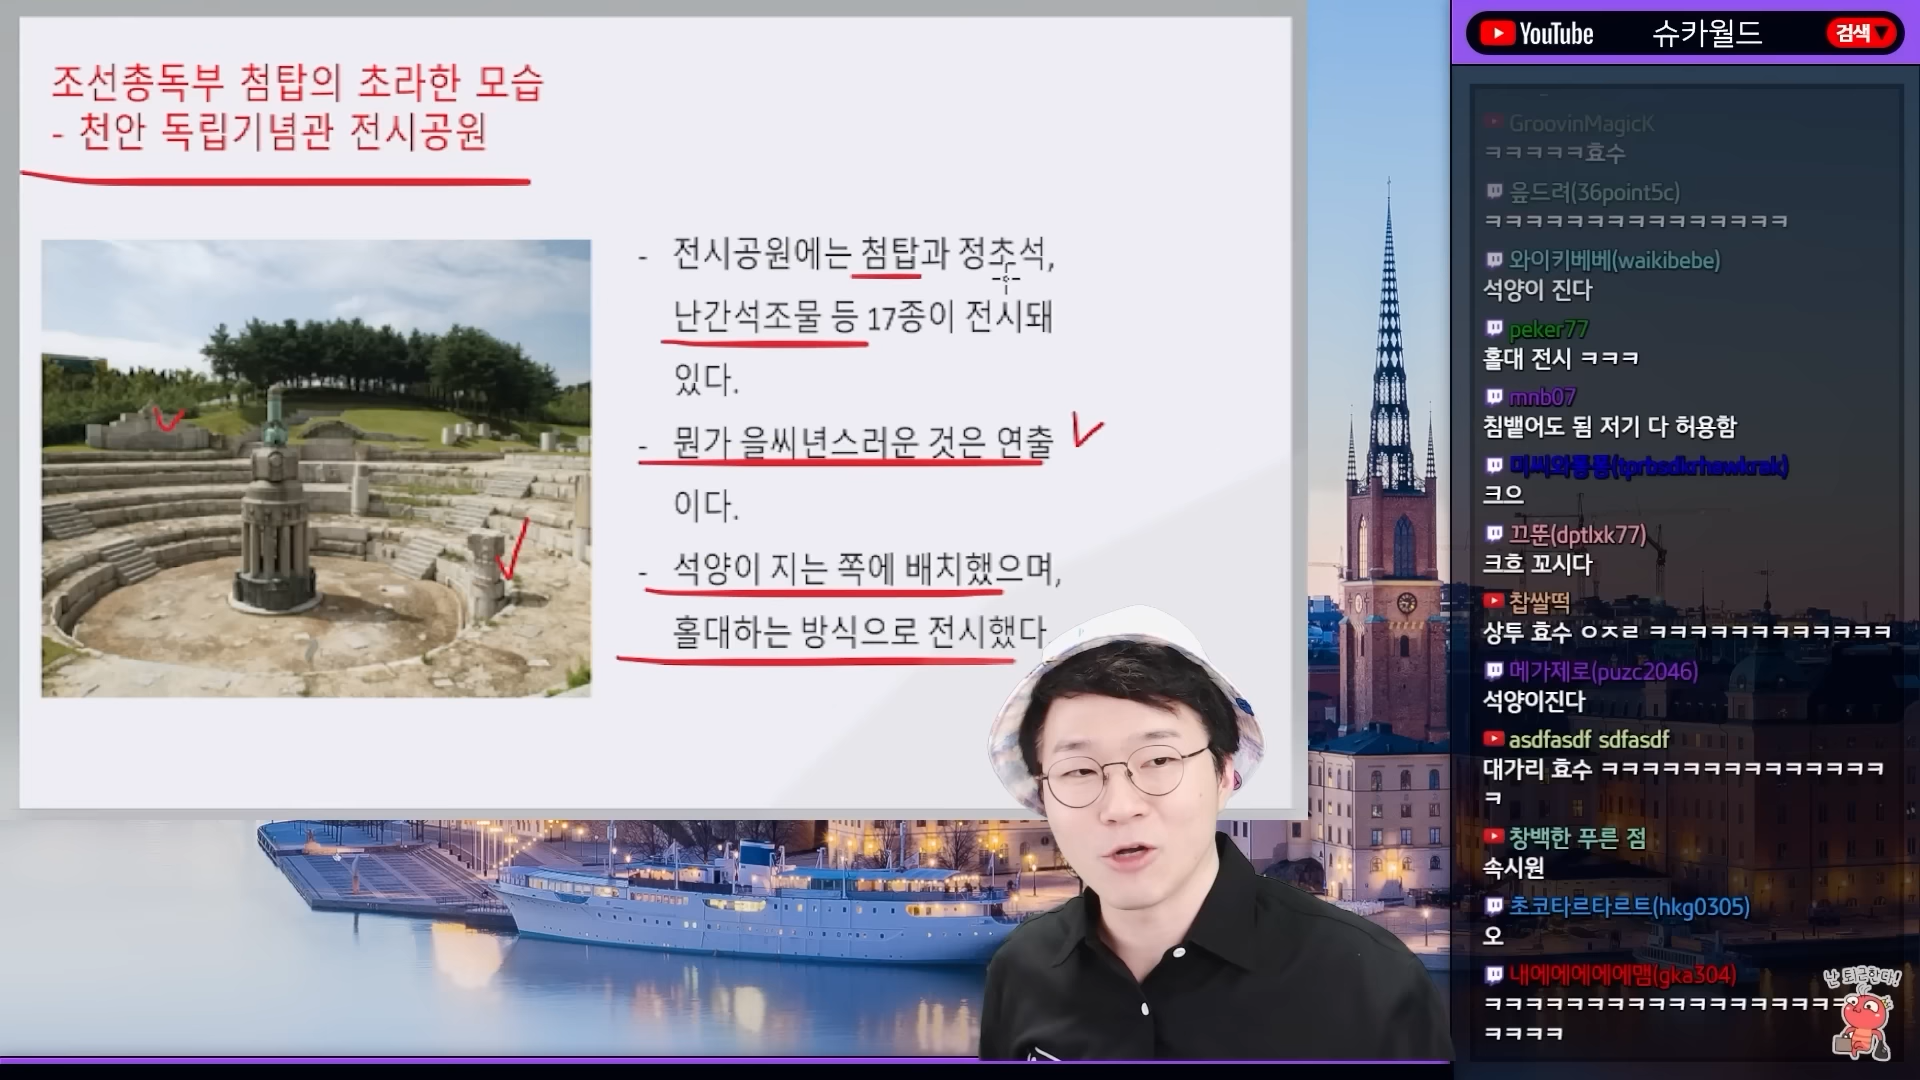 조선총독부 첨탑의 초라한 모습
- 천안 독립기념관 전시공원
- 전시공원에는 첨탑과 정초석,
난간석조물 등 17종이 전시돼
있다.
- 뭔가 을씨년스러운 것은 연출
이다.
- 석양이 지는 쪽에 배치했으며,
홀대하는 방식으로 전시했다
YouTube 슈카월드 검색
GroovinMagicK
ㅋㅋㅋㅋㅋ효수
읖드려(36point5c)
ㅋㅋㅋㅋㅋㅋㅋㅋㅋㅋㅋㅋㅋㅋㅋ
와이키베베(waikibebe)
석양이 진다
peker77
홀대 전시 ㅋㅋㅋ
mnb07
침뱉어도 됨 저기 다 허용함
크으
끄뚠(dptlxk77)
크흐 꼬시다
찹쌀떡
상투 효수 ㅇㅈㄹ ㅋㅋㅋㅋㅋㅋㅋㅋㅋㅋㅋㅋ
메가제로(puzc2046)
석양이진다
asdfasdf sdfasdf
대가리 효수 ㅋㅋㅋㅋㅋㅋㅋㅋㅋㅋㅋㅋㅋㅋ
ㅋ
창백한 푸른 점
속시원
초코타르타르트(hkg0305)
오
내에에에에에맴(gka304)
ㅋㅋㅋㅋㅋㅋㅋㅋㅋㅋㅋㅋㅋㅋㅋㅋㅋㅋ
ㅋㅋㅋㅋ
난 퇴근한다!